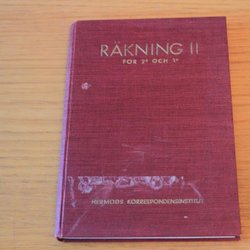 RÄKNING II
FÖR 2ª OCH 1ª
HERMODS KORRESPONDENSINSTITUT